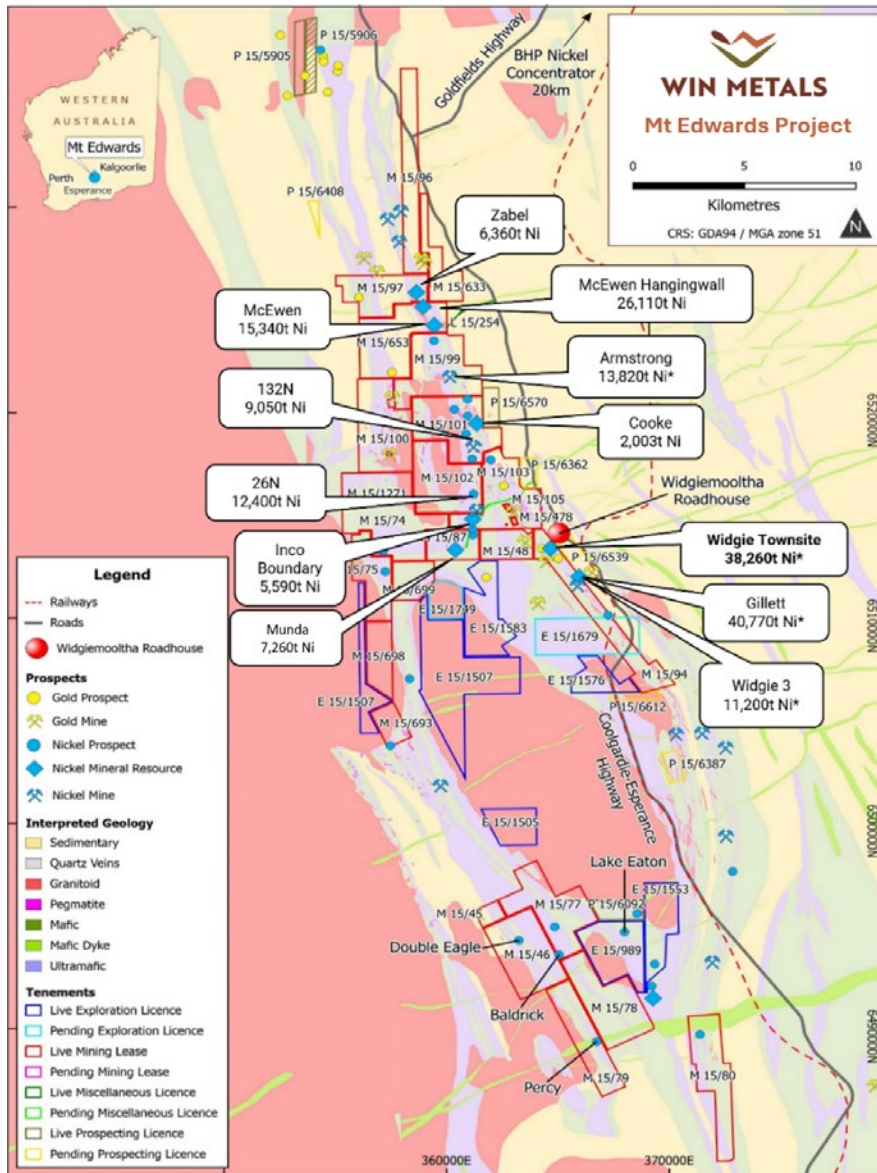 P 15/5906
P 15/5905
Goldfields Highway
BHP Nickel
Concentrator
20km
WIN METALS
Mt Edwards Project
0
5
10
Kilometres
CRS: GDA94 / MGA zone 51
N
WESTERN
AUSTRALIA
Mt Edwards
Kalgoorlie
Perth
Esperance
M 15/96
P 15/6408
Zabel
6,360t Ni
M 15/97
M 15/633
McEwen Hangingwall
26,110t Ni
McEwen
15,340t Ni
L 15/254
M 15/653
M 15/99
Armstrong
13,820t Ni*
132N
9,050t Ni
P 15/6570
M 15/101
Cooke
2,003t Ni
M 15/100
6520000N
M 15/102
M 15/103
P 15/6362
26N
12,400t Ni
M 15/1271
M 15/105
Widgiemooltha
Roadhouse
M 15/74
M 15/478
Inco
Boundary
5,590t Ni
15/87
M 15/48
P 15/6539
Widgie Townsite
38,260t Ni*
15/75
M 15/699
Gillett
40,770t Ni*
Munda
7,260t Ni
E 15/1749
E 15/1583
E 15/1679
6510000N
M 15/698
E 15/1507
E 15/1576
M 15/94
Widgie 3
11,200t Ni*
E 15/1507
P 15/6612
M 15/693
Coolgardie-Esperance
Highway
P 15/6387
E 15/1505
6500000N
Lake Eaton
E 15/1553
M 15/77
P 15/6092
M 15/45
Double Eagle
M 15/46
E 15/989
Baldrick
M 15/78
6490000N
Percy
M 15/79
M 15/80
360000E
370000E
Legend
Railways
Roads
Widgiemooltha Roadhouse
Prospects
Gold Prospect
Gold Mine
Nickel Prospect
Nickel Mineral Resource
Nickel Mine
Interpreted Geology
Sedimentary
Quartz Veins
Granitoid
Pegmatite
Mafic
Mafic Dyke
Ultramafic
Tenements
Live Exploration Licence
Pending Exploration Licence
Live Mining Lease
Pending Mining Lease
Live Miscellaneous Licence
Pending Miscellaneous Licence
Live Prospecting Licence
Pending Prospecting Licence